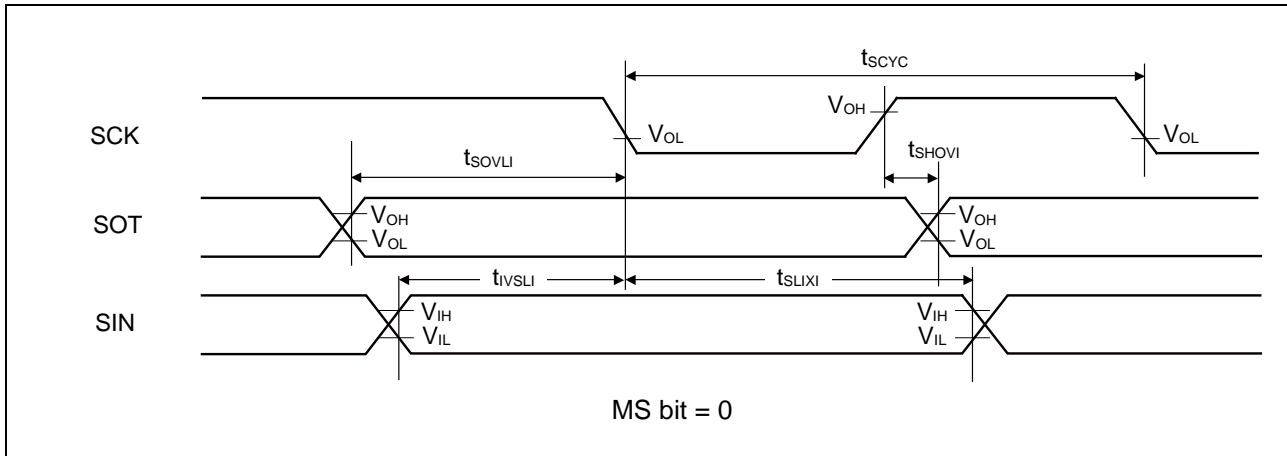 tSCYC
SCK
VOH
VOL
VOL
tSHOVI
tSOVLI
SOT
VOH
VOL
VOH
VOL
tIVSLI
tSLIXI
SIN
VIH
VIL
VIH
VIL
MS bit = 0